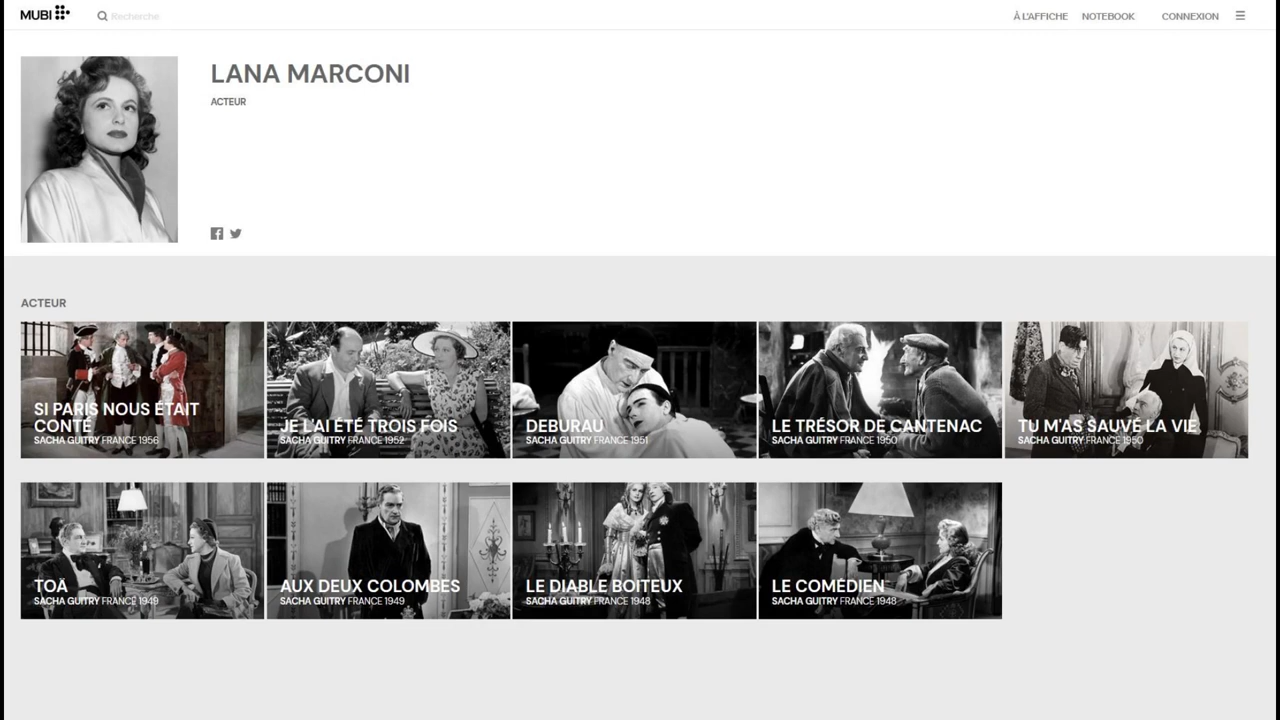 MUBI
Recherche
À L'AFFICHE NOTEBOOK CONNEXION
LANA MARCONI
ACTEUR
ACTEUR
SI PARIS NOUS ÉTAIT
CONTÉ
SACHA GUITRY FRANCE 1956
JE L'AI ÉTÉ TROIS FOIS
SACHA GUITRY FRANCE 1952
DEBURAU
SACHA GUITRY FRANCE 1951
LE TRÉSOR DE CANTENAC
SACHA GUITRY FRANCE 1950
TU M'AS SAUVÉ LA VIE
SACHA GUITRY FRANCE 1950
TOÂ
SACHA GUITRY FRANCE 1949
AUX DEUX COLOMBES
SACHA GUITRY FRANCE 1949
LE DIABLE BOITEUX
SACHA GUITRY FRANCE 1948
LE COMÉDIEN
SACHA GUITRY FRANCE 1948